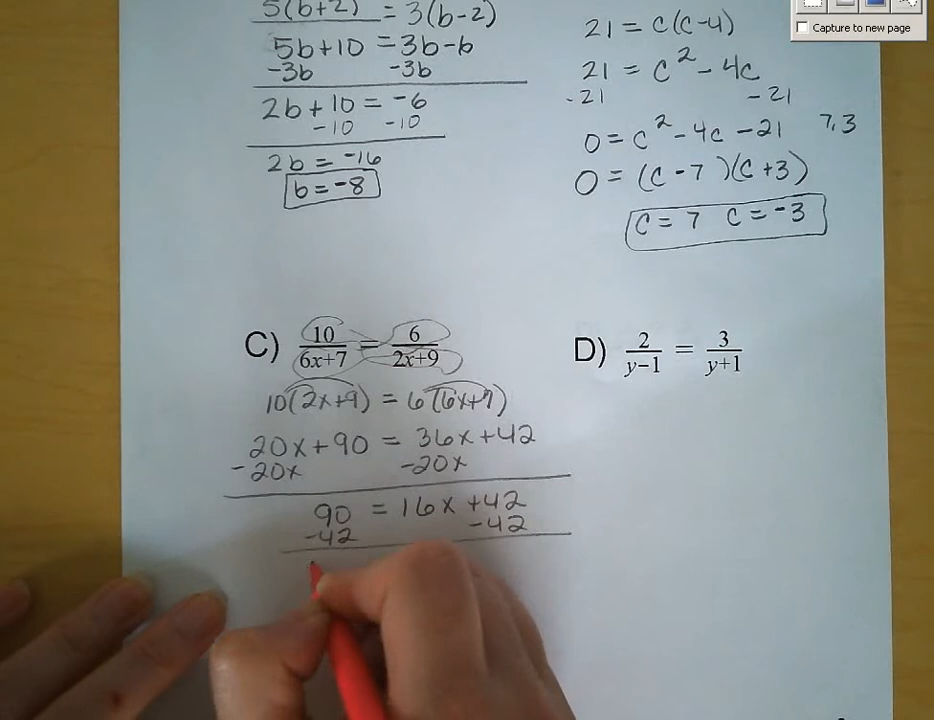 5(b+2) = 3(b-2)
5b+10 = 3b-6
-3b -3b
2b+10 = -6
-10 -10
2b = -16
b = -8
Capture to new page
21 = c(c-4)
21 = c² - 4c
-21 -21
0 = c² - 4c - 21 7,3
0 = (c - 7)(c + 3)
c = 7 c = -3
C) 10/6x+7 = 6/2x+9
10(2x+9) = 6(6x+7)
20x+90 = 36x+42
-20x -20x
90 = 16x +42
-42 -42
D) 2/y-1 = 3/y+1